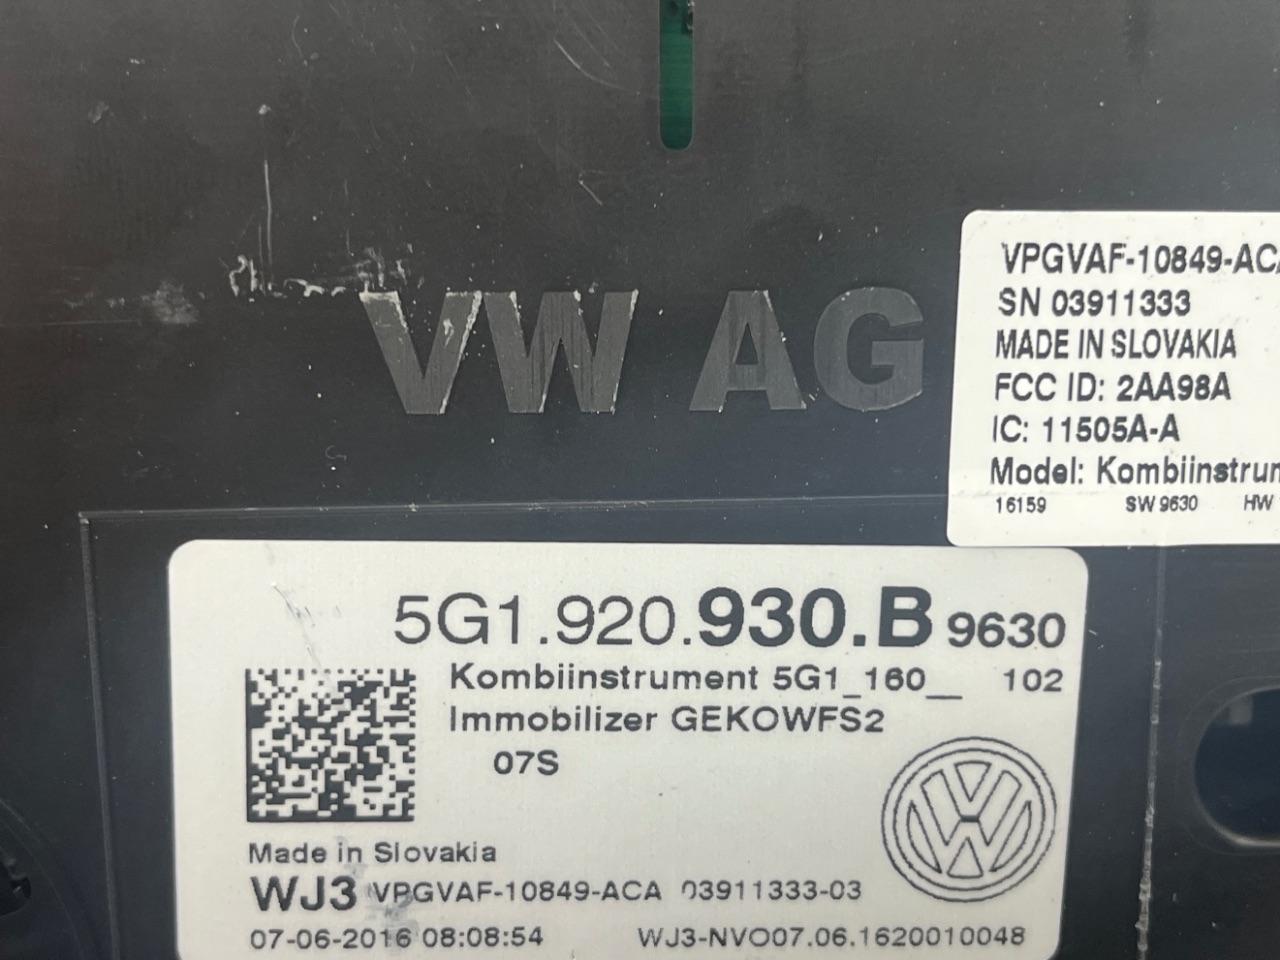 VW AG
VPGVAF-10849-ACA
SN 03911333
MADE IN SLOVAKIA
FCC ID: 2AA98A
IC: 11505A-A
Model: Kombiinstrum
16159 SW 9630 HW
5G1.920.930.B 9630
Kombiinstrument 5G1_160__ 102
Immobilizer GEKOWFS2
07S
Made in Slovakia
WJ3 VPGVAF-10849-ACA 03911333-03
07-06-2016 08:08:54 WJ3-NVO07.06.1620010048